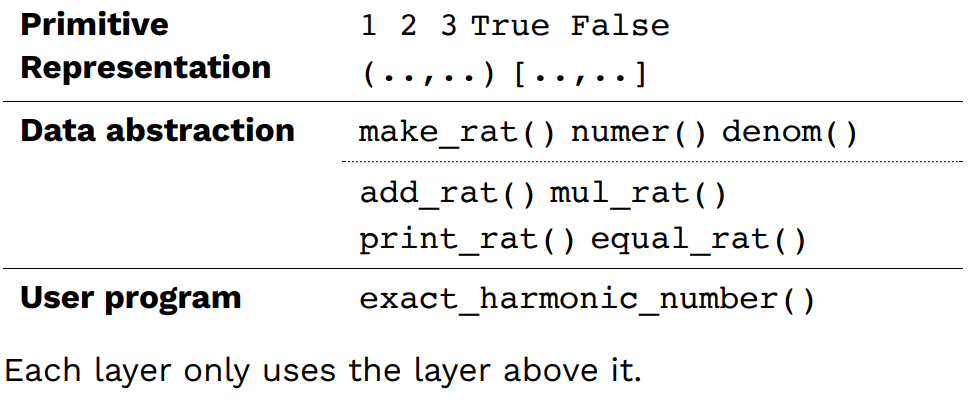 Primitive 1 2 3 True False
Representation (..,..) [..,..]
Data abstraction make_rat() numer() denom()
add_rat() mul_rat()
print_rat() equal_rat()
User program exact_harmonic_number()
Each layer only uses the layer above it.